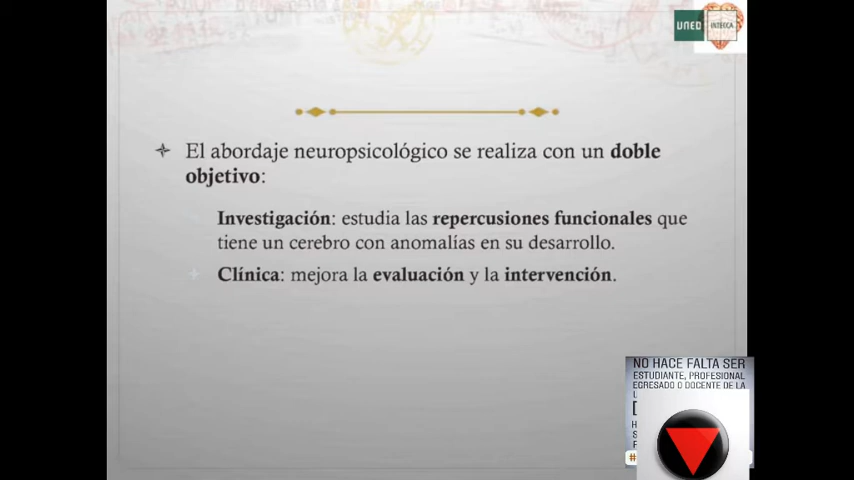 UNED
INTECCA
El abordaje neuropsicológico se realiza con un doble
objetivo:
Investigación: estudia las repercusiones funcionales que
tiene un cerebro con anomalías en su desarrollo.
Clínica: mejora la evaluación y la intervención.
NO HACE FALTA SER
ESTUDIANTE, PROFESIONAL
EGRESADO O DOCENTE DE LA